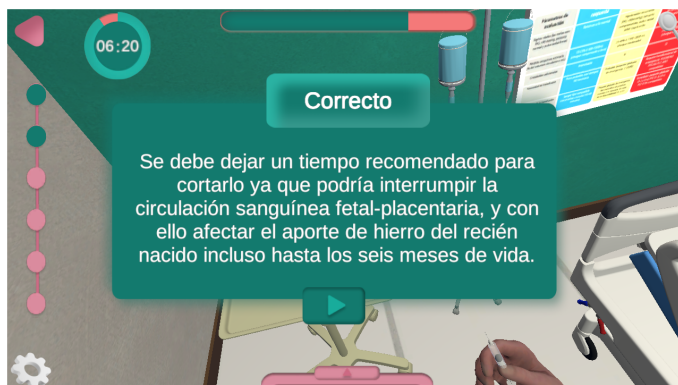 06:20
Correcto
Se debe dejar un tiempo recomendado para
cortarlo ya que podría interrumpir la
circulación sanguínea fetal-placentaria, y con
ello afectar el aporte de hierro del recién
nacido incluso hasta los seis meses de vida.